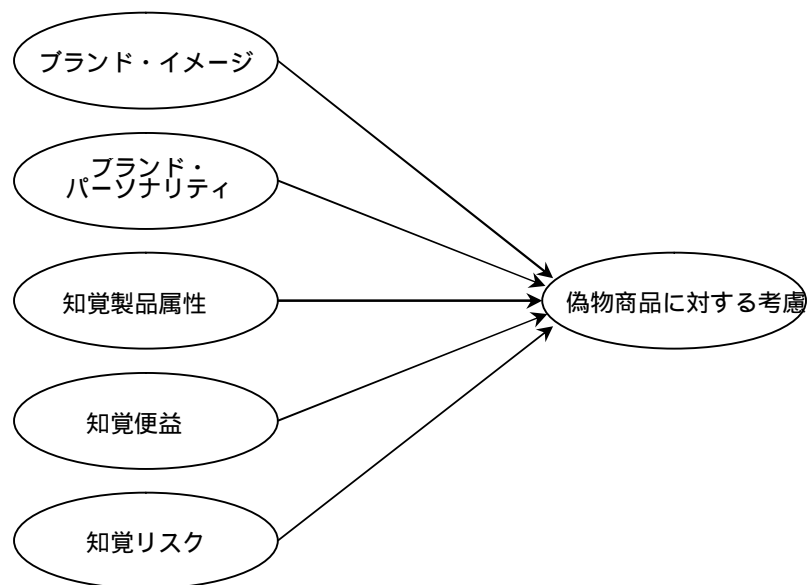 ブランド・イメージ
ブランド・
パーソナリティ
知覚製品属性
偽物商品に対する考慮
知覚便益
知覚リスク